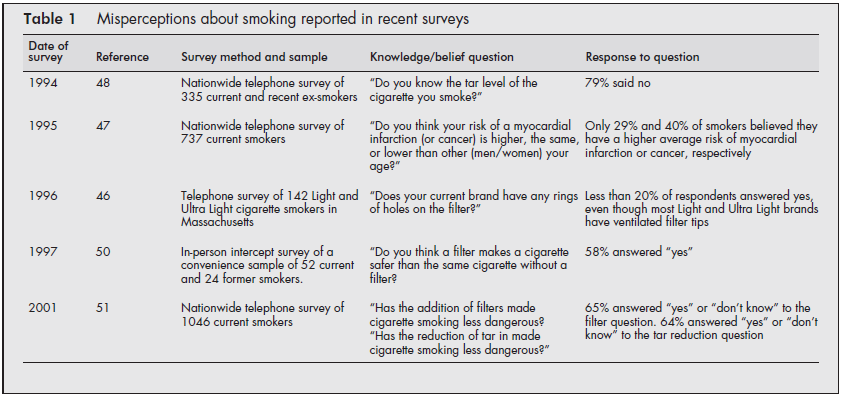 Table 1 Misperceptions about smoking reported in recent surveys
Date of
survey Reference Survey method and sample Knowledge/belief question Response to question
1994 48 Nationwide telephone survey of "Do you know the tar level of the 79% said no
335 current and recent ex-smokers cigarette you smoke?"
1995 47 Nationwide telephone survey of "Do you think your risk of a myocardial Only 29% and 40% of smokers believed they
737 current smokers infarction (or cancer) is higher, the same, have a higher average risk of myocardial
or lower than other (men/women) your infarction or cancer, respectively
age?"
1996 46 Telephone survey of 142 Light and "Does your current brand have any rings Less than 20% of respondents answered yes,
Ultra Light cigarette smokers in of holes on the filter?" even though most Light and Ultra Light brands
Massachusetts have ventilated filter tips
1997 50 In-person intercept survey of a "Do you think a filter makes a cigarette 58% answered "yes"
convenience sample of 52 current safer than the same cigarette without a
and 24 former smokers. filter?
2001 51 Nationwide telephone survey of "Has the addition of filters made 65% answered "yes" or "don't know" to the
1046 current smokers cigarette smoking less dangerous? filter question. 64% answered "yes" or "don't
"Has the reduction of tar in made know" to the tar reduction question
cigarette smoking less dangerous?"